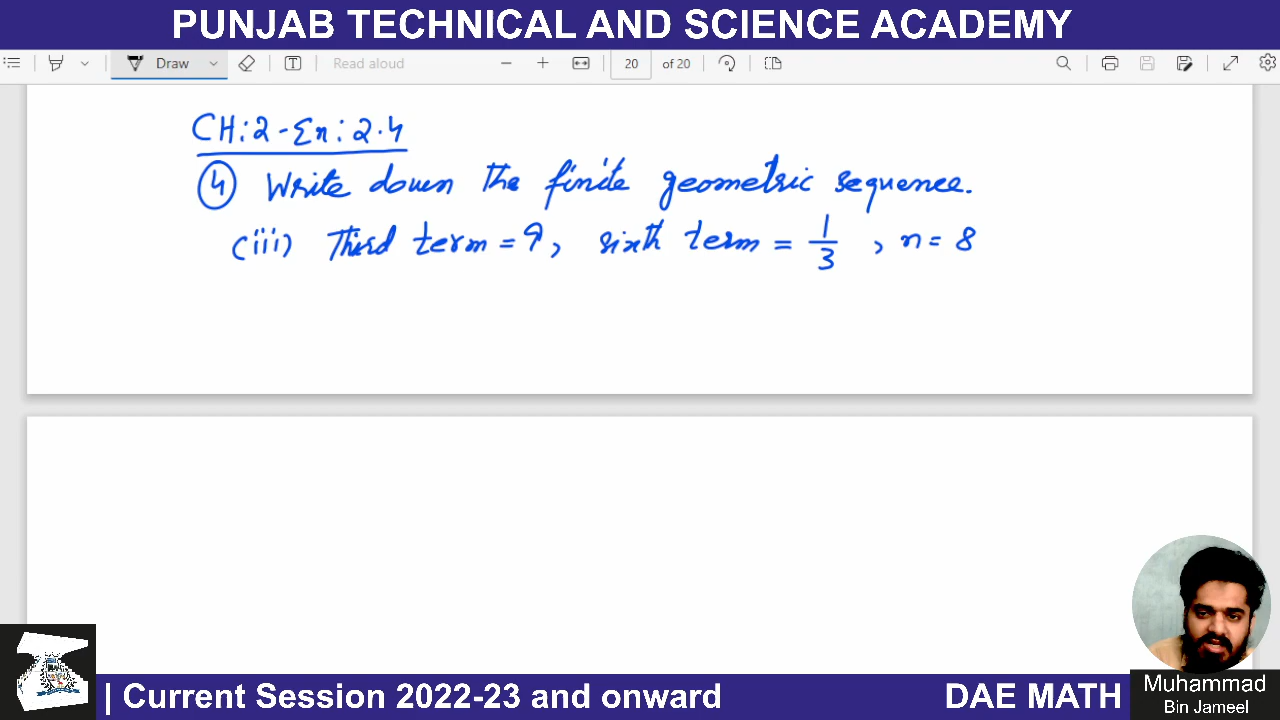 PUNJAB TECHNICAL AND SCIENCE ACADEMY
Draw Read aloud 20 of 20
CH:2 - Ex: 2.4
④ Write down the finite geometric sequence.
(iii) Third term = 9, sixth term = 1/3, n = 8
| Current Session 2022-23 and onward
DAE MATH
Muhammad
Bin Jameel